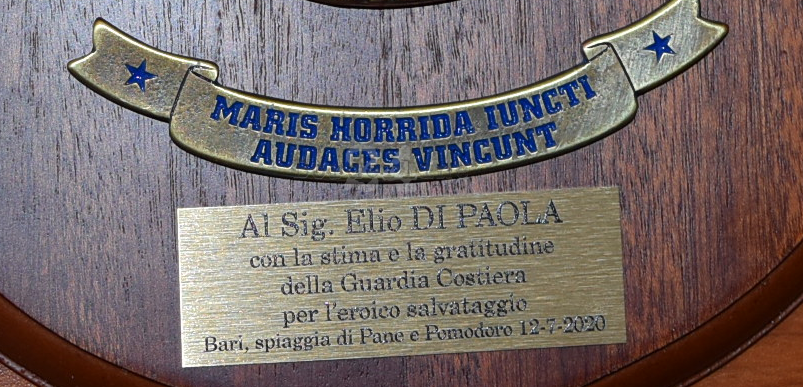 MARIS HORRIDA IUNCTI
AUDACES VINCUNT
Al Sig. Elio DI PAOLA
con la stima e la gratitudine
della Guardia Costiera
per l'eroico salvataggio
Bari, spiaggia di Pane e Pomodoro 12-7-2020